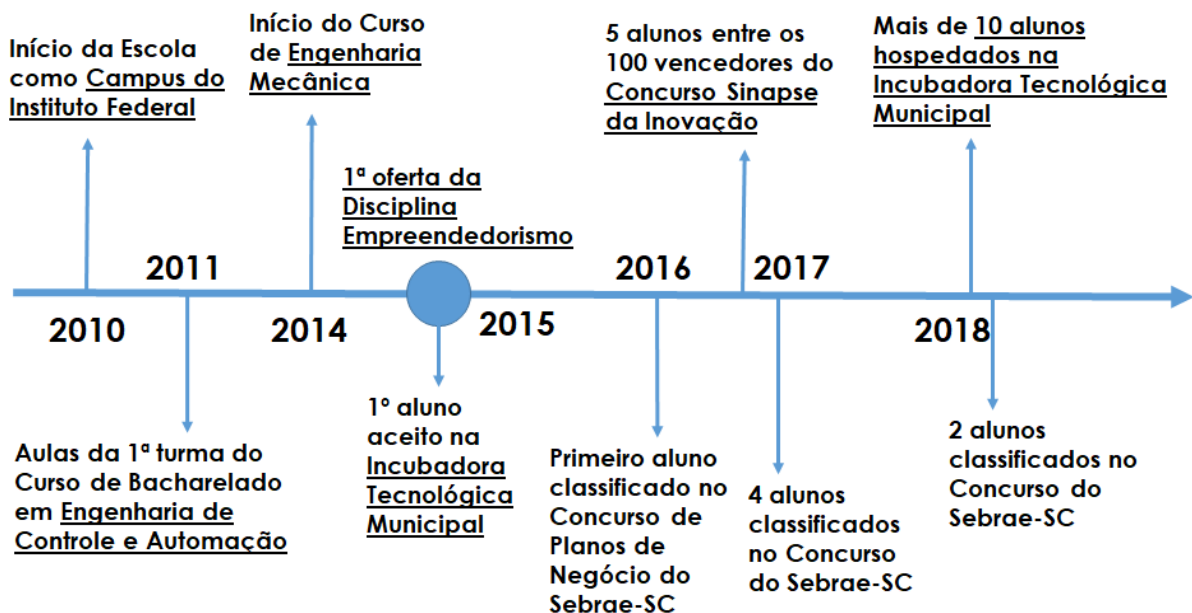 Início da Escola
como Campus do
Instituto Federal
Início do Curso
de Engenharia
Mecânica
1ª oferta da
Disciplina
Empreendedorismo
5 alunos entre os
100 vencedores do
Concurso Sinapse
da Inovação
Mais de 10 alunos
hospedados na
Incubadora Tecnológica
Municipal
2010
2011
2014
2015
2016
2017
2018
Aulas da 1ª turma do
Curso de Bacharelado
em Engenharia de
Controle e Automação
1º aluno
aceito na
Incubadora
Tecnológica
Municipal
Primeiro aluno
classificado no
Concurso de
Planos de
Negócio do
Sebrae-SC
4 alunos
classificados
no Concurso
do Sebrae-SC
2 alunos
classificados no
Concurso do
Sebrae-SC